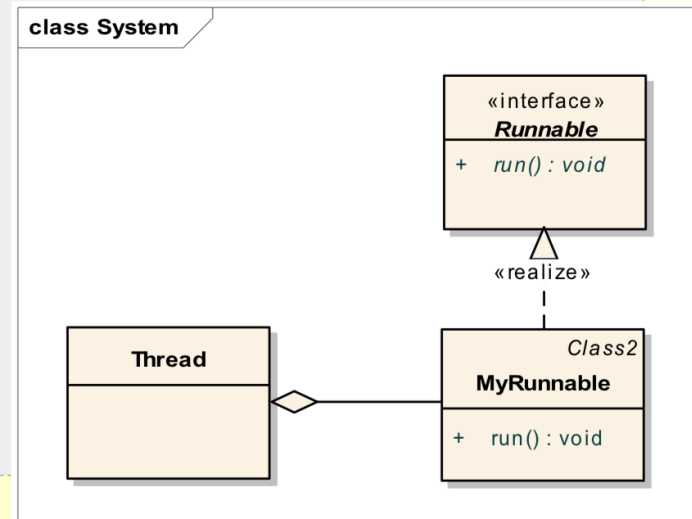 class System
«interface»
Runnable
+ run() : void
«realize»
Class2
Thread
MyRunnable
+ run() : void